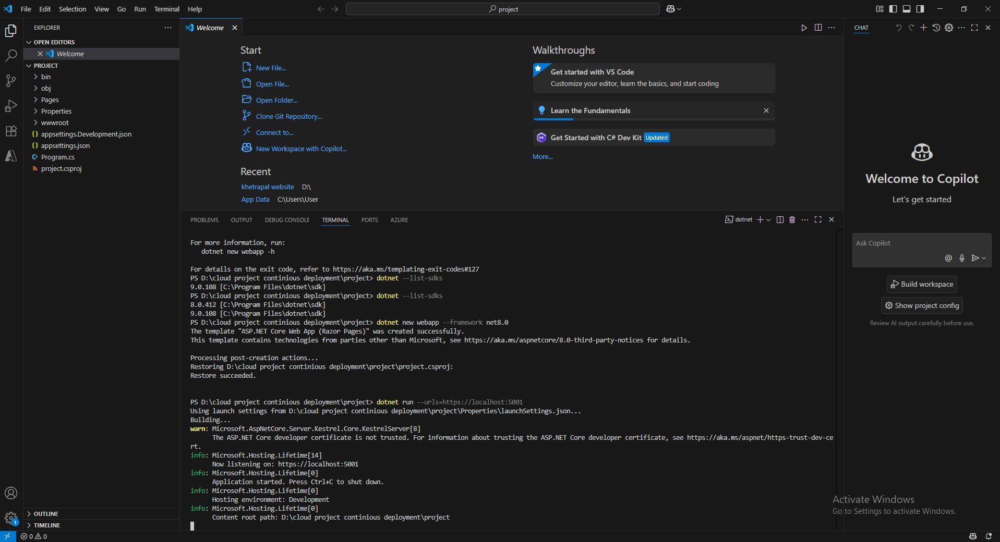 File Edit Selection View Go Run Terminal Help
project
EXPLORER
OPEN EDITORS
Welcome
PROJECT
bin
obj
Pages
Properties
wwwroot
{} appsettings.Development.json
{} appsettings.json
C# Program.cs
project.csproj
OUTLINE
TIMELINE
Welcome
Start
New File...
Open File...
Open Folder...
Clone Git Repository...
Connect to...
New Workspace with Copilot...
Recent
khetrapal website D:\
App Data C:\Users\User
Walkthroughs
Get started with VS Code
Customize your editor, learn the basics, and start coding
Learn the Fundamentals
Get Started with C# Dev Kit Updated
More...
PROBLEMS OUTPUT DEBUG CONSOLE TERMINAL PORTS AZURE
dotnet
For more information, run:
dotnet new webapp -h
For details on the exit code, refer to https://aka.ms/templating-exit-codes#127
PS D:\cloud project continious deployment\project> dotnet --list-sdks
9.0.108 [C:\Program Files\dotnet\sdk]
PS D:\cloud project continious deployment\project> dotnet --list-sdks
8.0.412 [C:\Program Files\dotnet\sdk]
9.0.108 [C:\Program Files\dotnet\sdk]
PS D:\cloud project continious deployment\project> dotnet new webapp --framework net8.0
The template "ASP.NET Core Web App (Razor Pages)" was created successfully.
This template contains technologies from parties other than Microsoft, see https://aka.ms/aspnetcore/8.0-third-party-notices for details.
Processing post-creation actions...
Restoring D:\cloud project continious deployment\project\project.csproj:
Restore succeeded.
PS D:\cloud project continious deployment\project> dotnet run --urls=https://localhost:5001
Using launch settings from D:\cloud project continious deployment\project\Properties\launchSettings.json...
Building...
warn: Microsoft.AspNetCore.Server.Kestrel.Core.KestrelServer[8]
The ASP.NET Core developer certificate is not trusted. For information about trusting the ASP.NET Core developer certificate, see https://aka.ms/aspnet/https-trust-dev-ce
rt.
info: Microsoft.Hosting.Lifetime[14]
Now listening on: https://localhost:5001
info: Microsoft.Hosting.Lifetime[0]
Application started. Press Ctrl+C to shut down.
info: Microsoft.Hosting.Lifetime[0]
Hosting environment: Development
info: Microsoft.Hosting.Lifetime[0]
Content root path: D:\cloud project continious deployment\project
CHAT
Welcome to Copilot
Let's get started
Ask Copilot
@
Build workspace
Show project config
Review AI output carefully before use.
Activate Windows
Go to Settings to activate Windows.
1
0 0